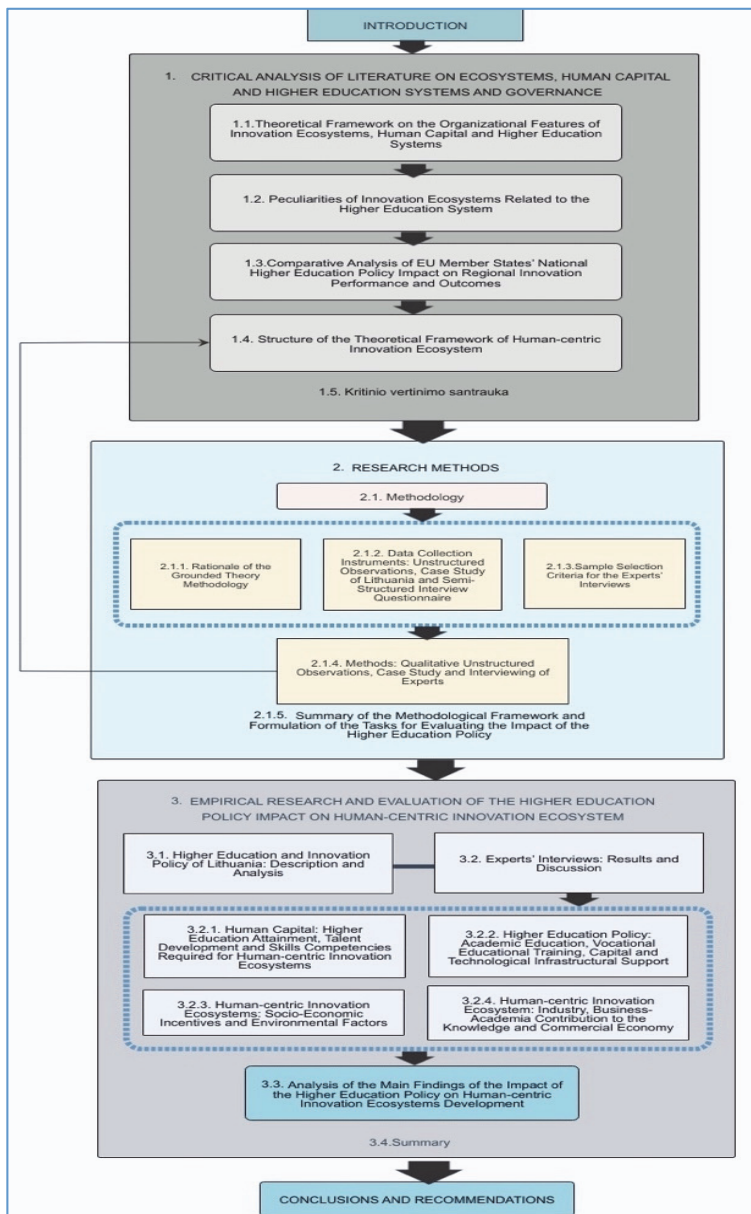 INTRODUCTION
1. CRITICAL ANALYSIS OF LITERATURE ON ECOSYSTEMS, HUMAN CAPITAL
AND HIGHER EDUCATION SYSTEMS AND GOVERNANCE
1.1.Theoretical Framework on the Organizational Features of
Innovation Ecosystems, Human Capital and Higher Education
Systems
1.2. Peculiarities of Innovation Ecosystems Related to the
Higher Education System
1.3.Comparative Analysis of EU Member States' National
Higher Education Policy Impact on Regional Innovation
Performance and Outcomes
1.4. Structure of the Theoretical Framework of Human-centric
Innovation Ecosystem
1.5. Kritinio vertinimo santrauka
2. RESEARCH METHODS
2.1. Methodology
2.1.1. Rationale of the
Grounded Theory
Methodology
2.1.2. Data Collection
Instruments: Unstructured
Observations, Case Study
of Lithuania and Semi-
Structured Interview
Questionnaire
2.1.3.Sample Selection
Criteria for the Experts'
Interviews
2.1.4. Methods: Qualitative Unstructured
Observations, Case Study and Interviewing of
Experts
2.1.5. Summary of the Methodological Framework and
Formulation of the Tasks for Evaluating the Impact of the
Higher Education Policy
3. EMPIRICAL RESEARCH AND EVALUATION OF THE HIGHER EDUCATION
POLICY IMPACT ON HUMAN-CENTRIC INNOVATION ECOSYSTEM
3.1. Higher Education and Innovation
Policy of Lithuania: Description and
Analysis
3.2. Experts' Interviews: Results and
Discussion
3.2.1. Human Capital: Higher
Education Attainment, Talent
Development and Skills Competencies
Required for Human-centric Innovation
Ecosystems
3.2.2. Higher Education Policy:
Academic Education, Vocational
Educational Training, Capital and
Technological Infrastructural Support
3.2.3. Human-centric Innovation
Ecosystems: Socio-Economic
Incentives and Environmental Factors
3.2.4. Human-centric Innovation
Ecosystem: Industry, Business-
Academia Contribution to the
Knowledge and Commercial Economy
3.3. Analysis of the Main Findings of the Impact of
the Higher Education Policy on Human-centric
Innovation Ecosystems Development
3.4.Summary
CONCLUSIONS AND RECOMMENDATIONS